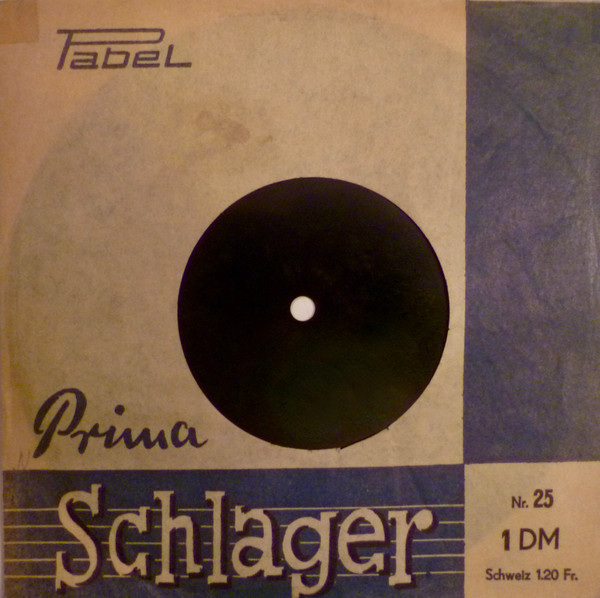 Pabel
Prima
Schlager
Nr. 25
1 DM
Schweiz 1.20 Fr.